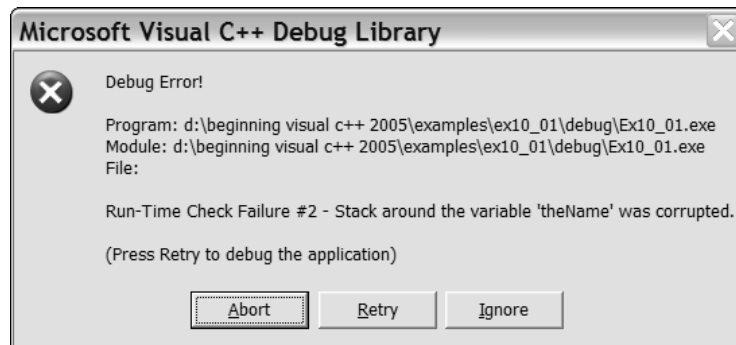 Microsoft Visual C++ Debug Library
Debug Error!
Program: d:\beginning visual c++ 2005\examples\ex10_01\debug\Ex10_01.exe
Module: d:\beginning visual c++ 2005\examples\ex10_01\debug\Ex10_01.exe
File:
Run-Time Check Failure #2 - Stack around the variable 'theName' was corrupted.
(Press Retry to debug the application)
Abort Retry Ignore